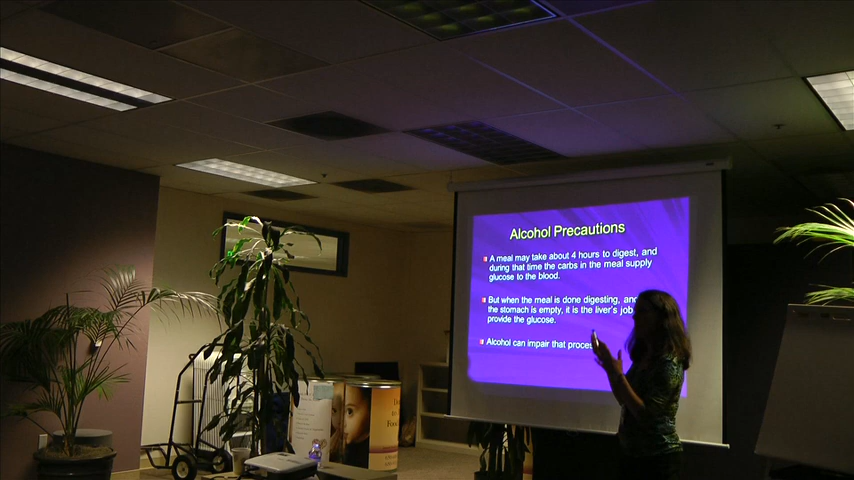 Alcohol Precautions
A meal may take about 4 hours to digest, and
during that time the carbs in the meal supply
glucose to the blood.
But when the meal is done digesting, and
the stomach is empty, it is the liver's job
provide the glucose.
Alcohol can impair that proces